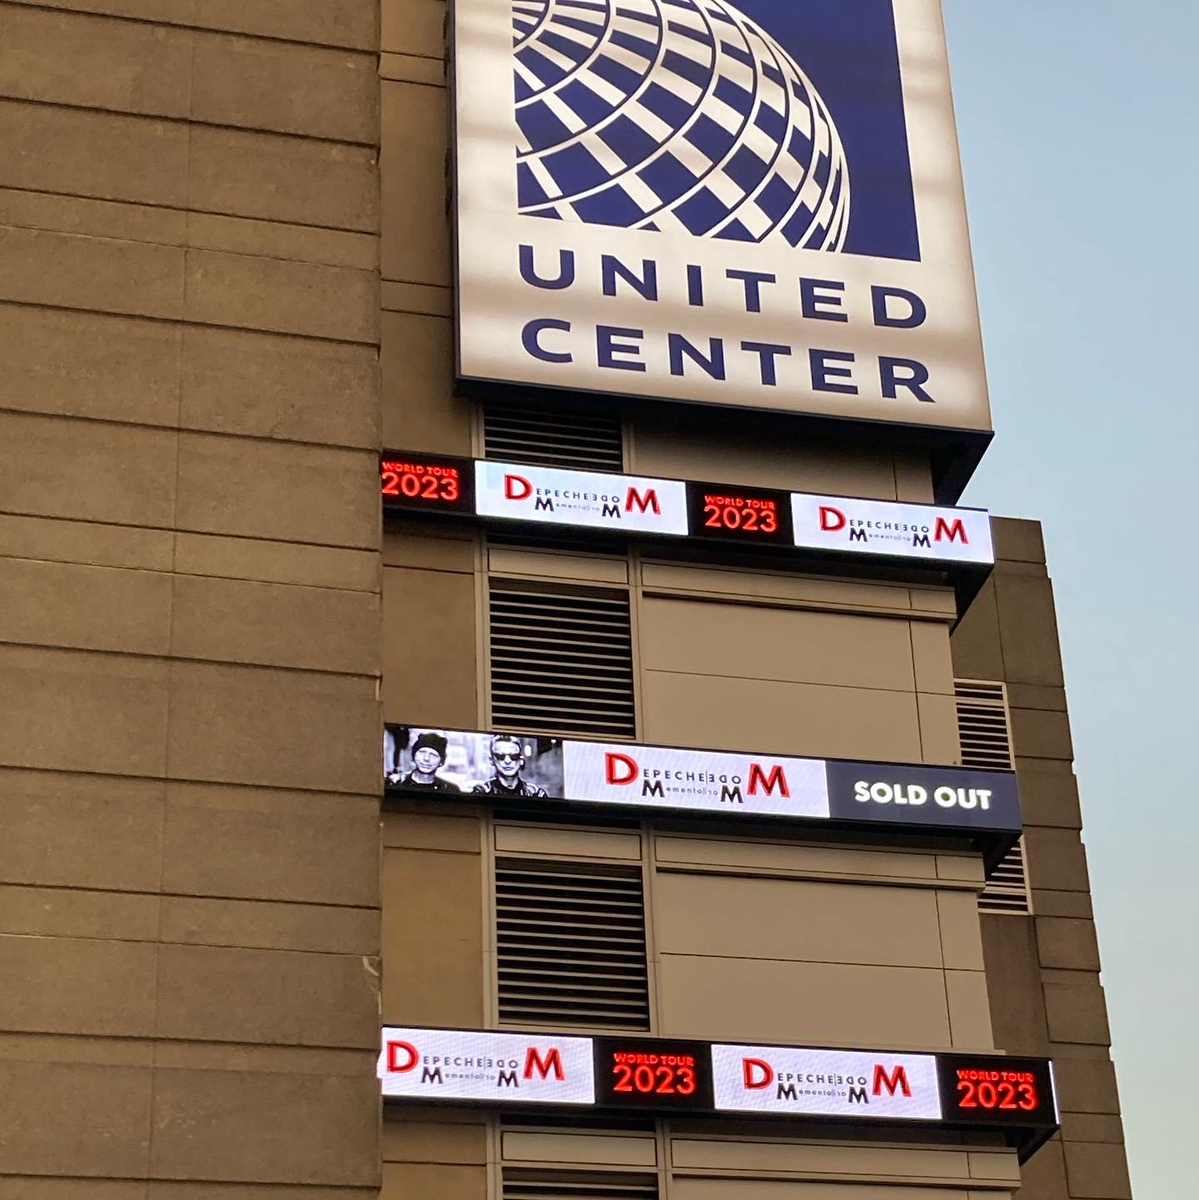 UNITED
CENTER
WORLD TOUR
2023
DEPECHE MODE
Memento Mori
WORLD TOUR
2023
DEPECHE MODE
Memento Mori
DEPECHE MODE
Memento Mori
SOLD OUT
DEPECHE MODE
Memento Mori
WORLD TOUR
2023
DEPECHE MODE
Memento Mori
WORLD TOUR
2023